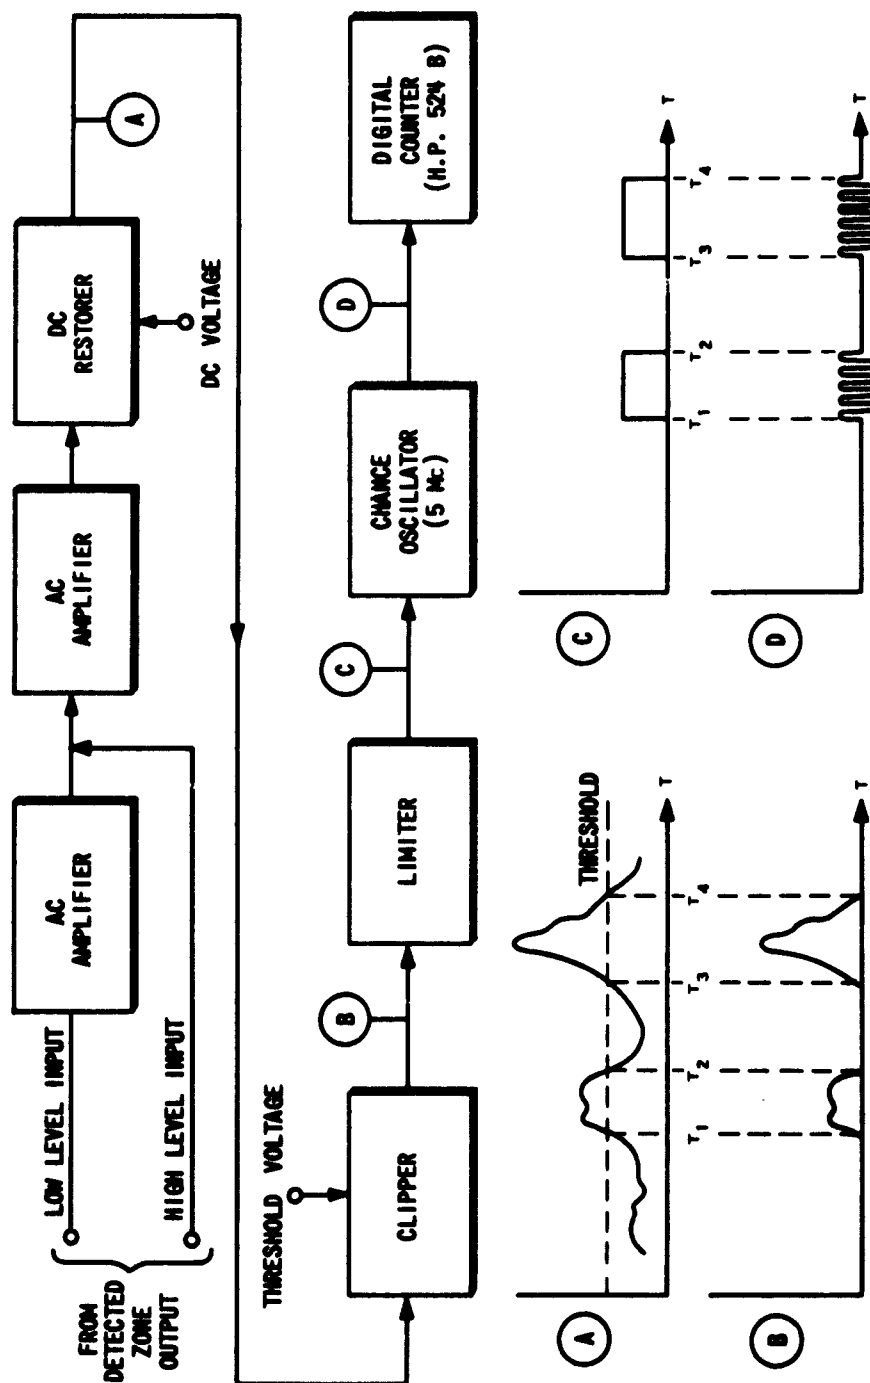 FROM
DETECTED
ZONE
OUTPUT
LOW LEVEL INPUT
HIGH LEVEL INPUT
AC
AMPLIFIER
AC
AMPLIFIER
DC
RESTORER
DC VOLTAGE
A
THRESHOLD VOLTAGE
CLIPPER
B
LIMITER
C
CHANCE
OSCILLATOR
(5 Mc)
D
DIGITAL
COUNTER
(H.P. 524 B)
A
THRESHOLD
T
T1 T2 T3 T4
B
T
C
T
T1 T2 T3 T4
D
T